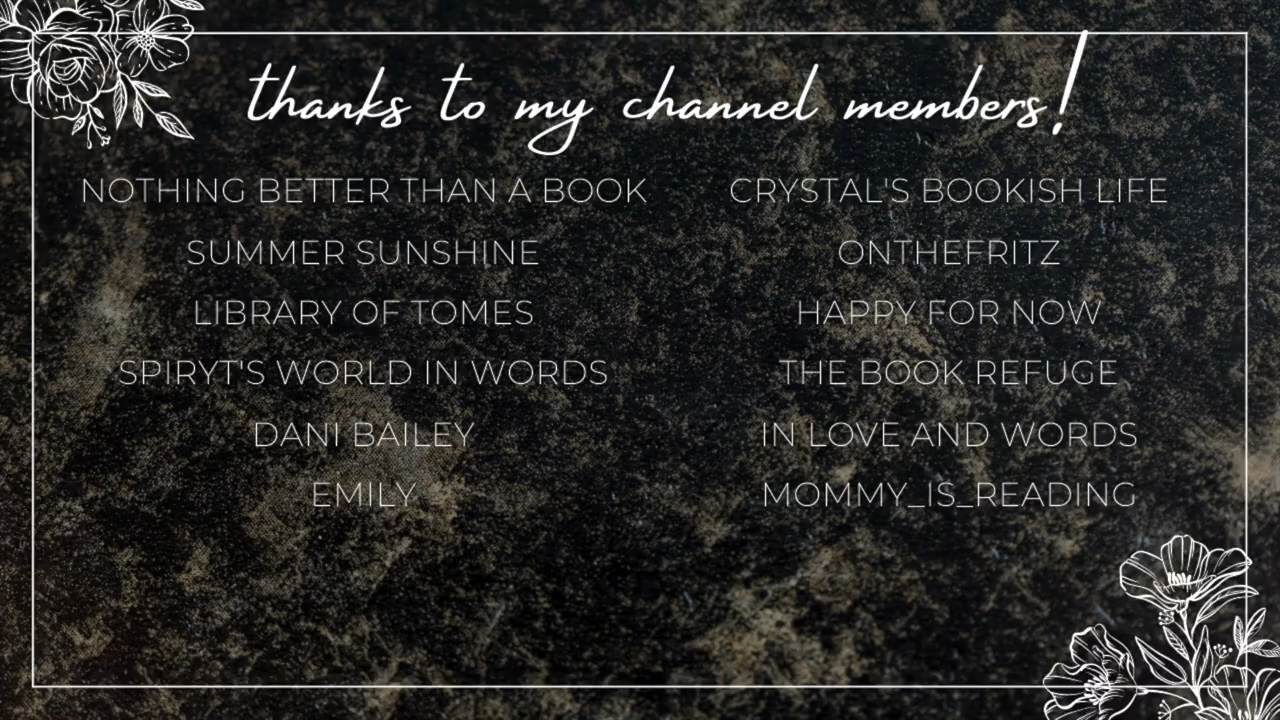 thanks to my channel members!
NOTHING BETTER THAN A BOOK
SUMMER SUNSHINE
LIBRARY OF TOMES
SPIRYT'S WORLD IN WORDS
DANI BAILEY
EMILY
CRYSTAL'S BOOKISH LIFE
ONTHEFRITZ
HAPPY FOR NOW
THE BOOK REFUGE
IN LOVE AND WORDS
MOMMY_IS_READING